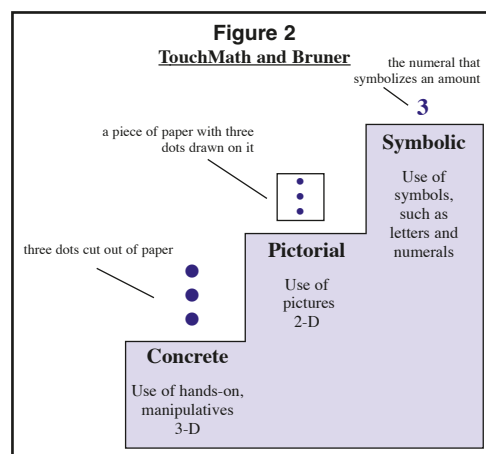 Figure 2
TouchMath and Bruner
the numeral that
symbolizes an amount
3
Symbolic
Use of
symbols,
such as
letters and
numerals
a piece of paper with three
dots drawn on it
Pictorial
Use of
pictures
2-D
three dots cut out of paper
Concrete
Use of hands-on,
manipulatives
3-D